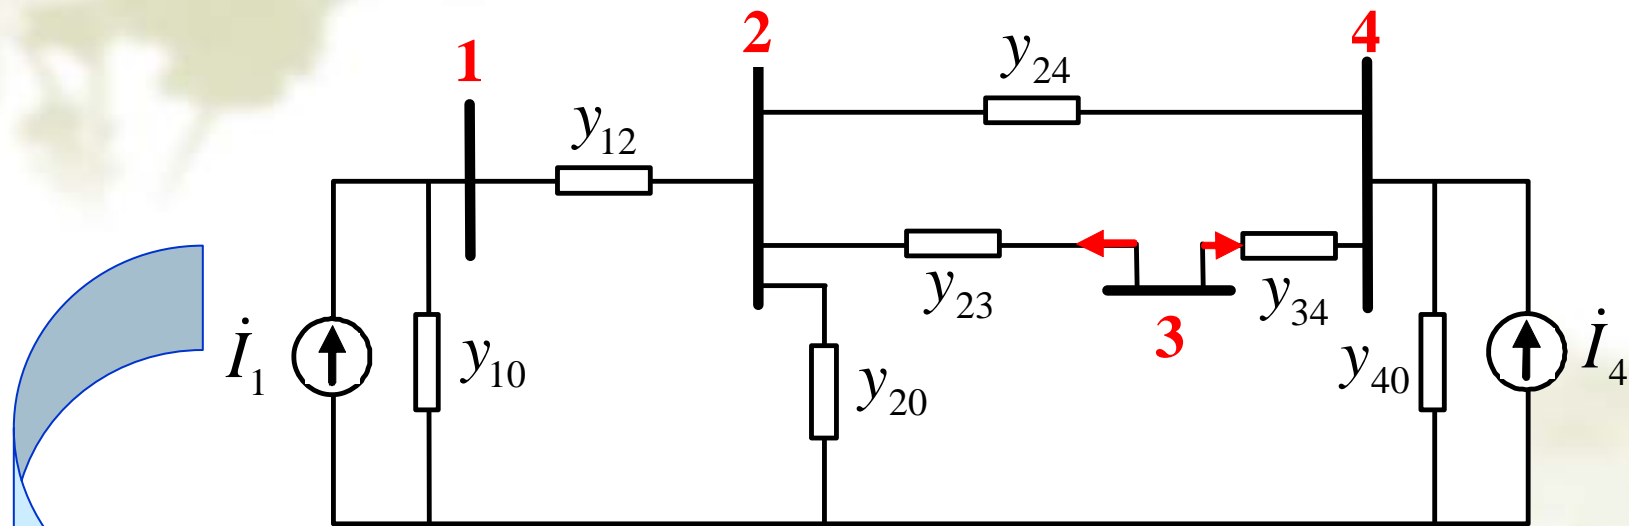 1
2
4
y₁₂
y₂₄
y₂₃
3
y₃₄
İ₁
y₁₀
y₂₀
y₄₀
İ₄